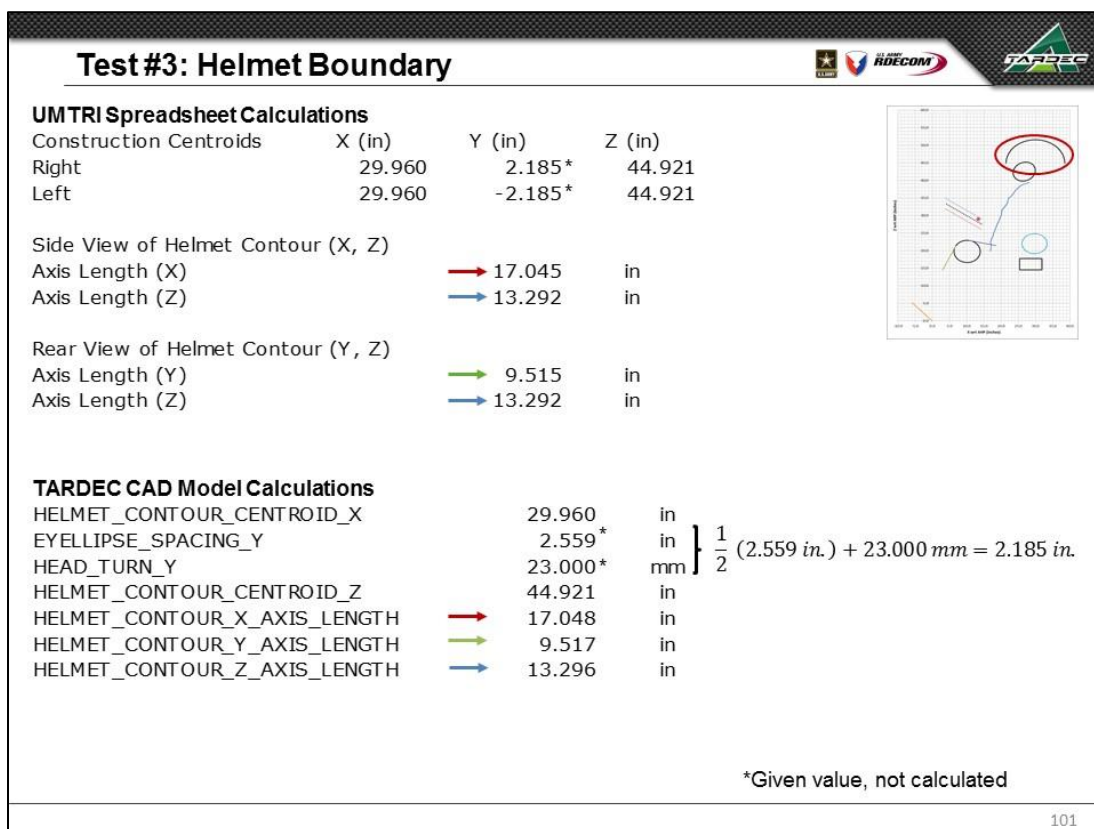 Test #3: Helmet Boundary
U.S. ARMY
U.S. ARMY
RDECOM
TARDEC
UMTRI Spreadsheet Calculations
Construction Centroids X (in) Y (in) Z (in)
Right 29.960 2.185* 44.921
Left 29.960 -2.185* 44.921
Side View of Helmet Contour (X, Z)
Axis Length (X) 17.045 in
Axis Length (Z) 13.292 in
Rear View of Helmet Contour (Y, Z)
Axis Length (Y) 9.515 in
Axis Length (Z) 13.292 in
TARDEC CAD Model Calculations
HELMET_CONTOUR_CENTROID_X 29.960 in
EYELLIPSE_SPACING_Y 2.559* in
HEAD_TURN_Y 23.000* mm
1/2 (2.559 in.) + 23.000 mm = 2.185 in.
HELMET_CONTOUR_CENTROID_Z 44.921 in
HELMET_CONTOUR_X_AXIS_LENGTH 17.048 in
HELMET_CONTOUR_Y_AXIS_LENGTH 9.517 in
HELMET_CONTOUR_Z_AXIS_LENGTH 13.296 in
*Given value, not calculated
101